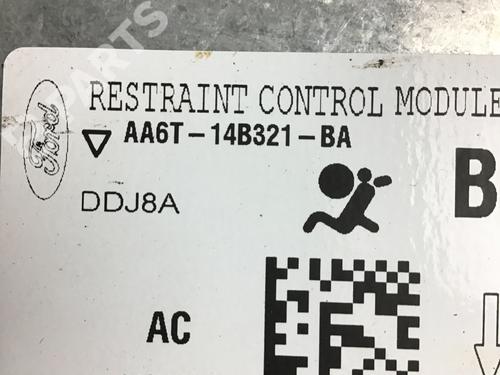 RESTRAINT CONTROL MODULE
Ford
AA6T-14B321-BA
B
DDJ8A
AC